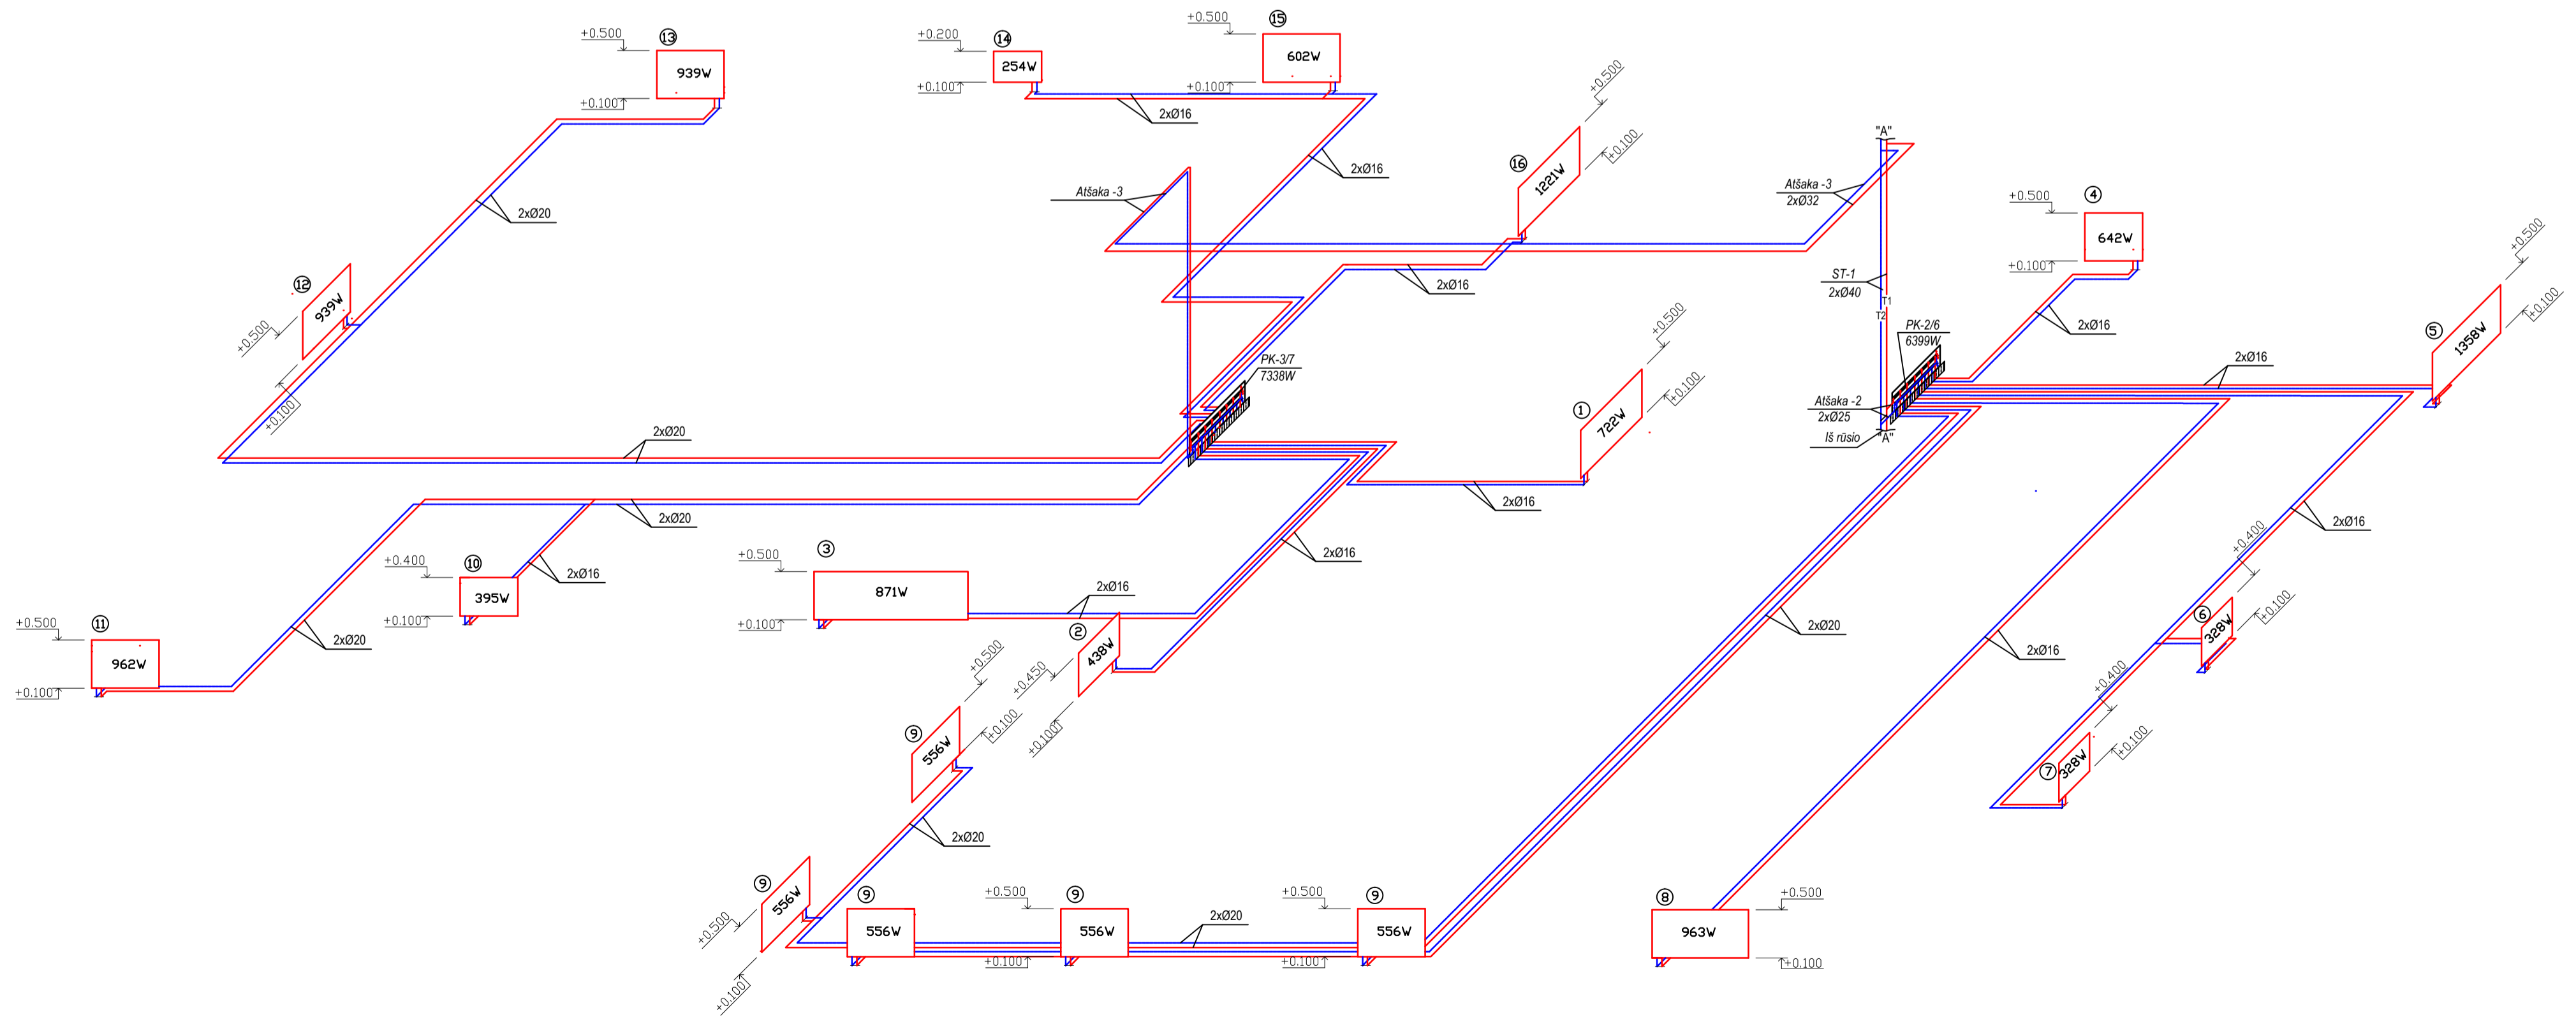 +0.500
13
939W
+0.100
+0.200
14
254W
+0.100
+0.500
15
602W
+0.100
2xØ16
2xØ16
+0.500
+0.100
16
1221W
"A"
Atšaka -3
Atšaka -3
2xØ32
4
+0.500
642W
+0.100
2xØ20
12
939W
+0.500
+0.100
2xØ16
ST-1
2xØ40
T1
T2
PK-2/6
6399W
2xØ16
+0.500
+0.100
5
1358W
2xØ16
PK-3/7
7338W
+0.500
+0.100
1
722W
Atšaka -2
2xØ25
Iš rūsio
"A"
2xØ20
2xØ20
2xØ16
2xØ16
2xØ16
3
+0.500
871W
+0.100
2xØ16
+0.400
10
395W
+0.100
2xØ16
11
+0.500
962W
+0.100
2xØ20
2
438W
+0.450
+0.100
+0.400
+0.100
6
328W
2xØ20
2xØ16
+0.500
+0.100
9
556W
+0.400
+0.100
7
328W
2xØ20
9
556W
+0.500
+0.100
9
556W
+0.500
9
556W
+0.100
2xØ20
+0.500
9
556W
+0.100
8
963W
+0.500
+0.100